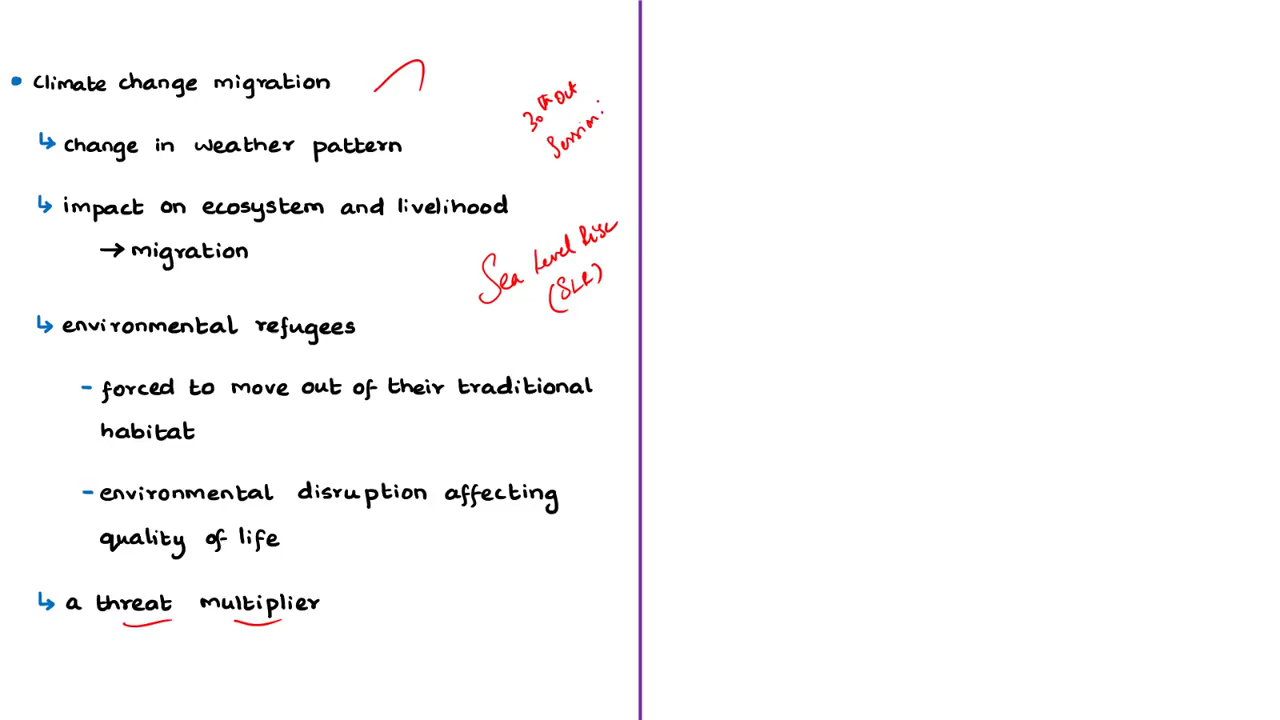 climate change migration
30th Oct
Session:
change in weather pattern
impact on ecosystem and livelihood
→ migration
Sea Level Rise
(SLR)
environmental refugees
- forced to move out of their traditional
habitat
- environmental disruption affecting
quality of life
a threat multiplier